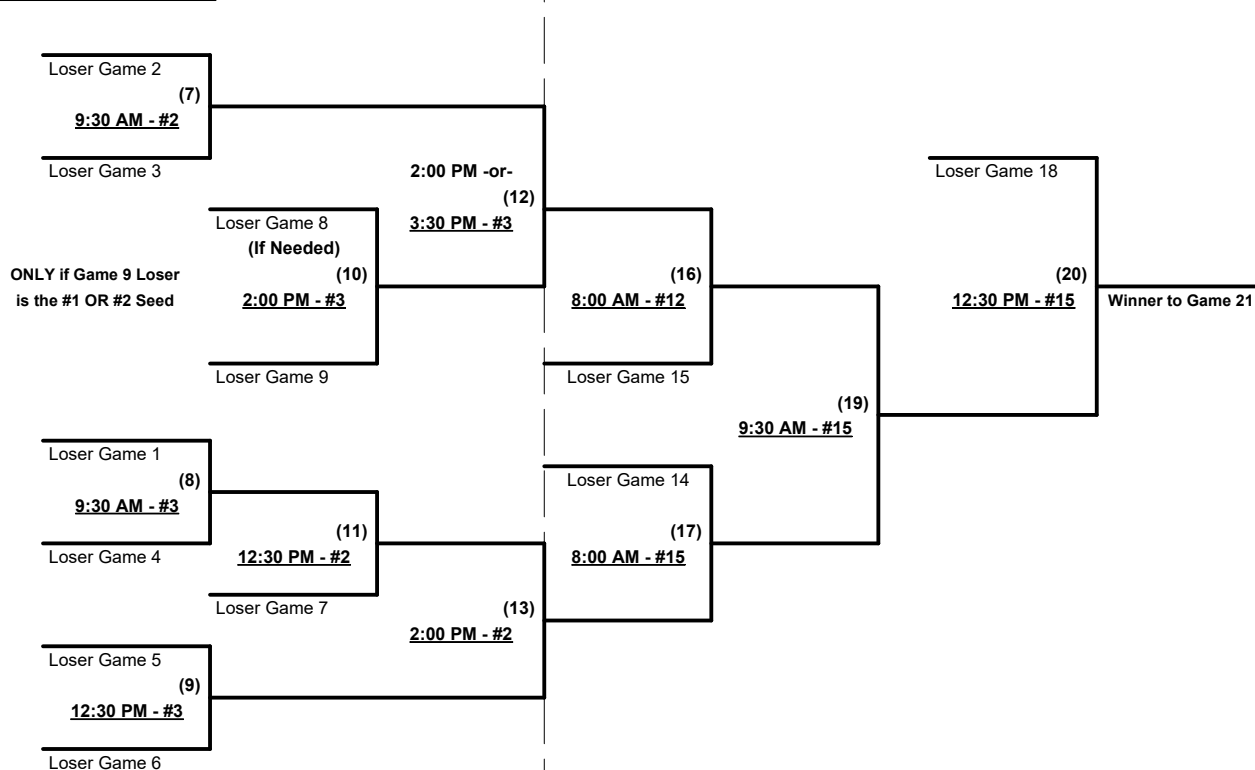 Loser Game 2
(7)
9:30 AM - #2
Loser Game 3
2:00 PM -or-
(12)
3:30 PM - #3
Loser Game 18
Loser Game 8
(If Needed)
(10)
2:00 PM - #3
Loser Game 9
ONLY if Game 9 Loser
is the #1 OR #2 Seed
(16)
8:00 AM - #12
Loser Game 15
(20)
12:30 PM - #15
Winner to Game 21
(19)
9:30 AM - #15
Loser Game 1
(8)
9:30 AM - #3
Loser Game 4
(11)
12:30 PM - #2
Loser Game 7
Loser Game 14
(17)
8:00 AM - #15
(13)
2:00 PM - #2
Loser Game 5
(9)
12:30 PM - #3
Loser Game 6